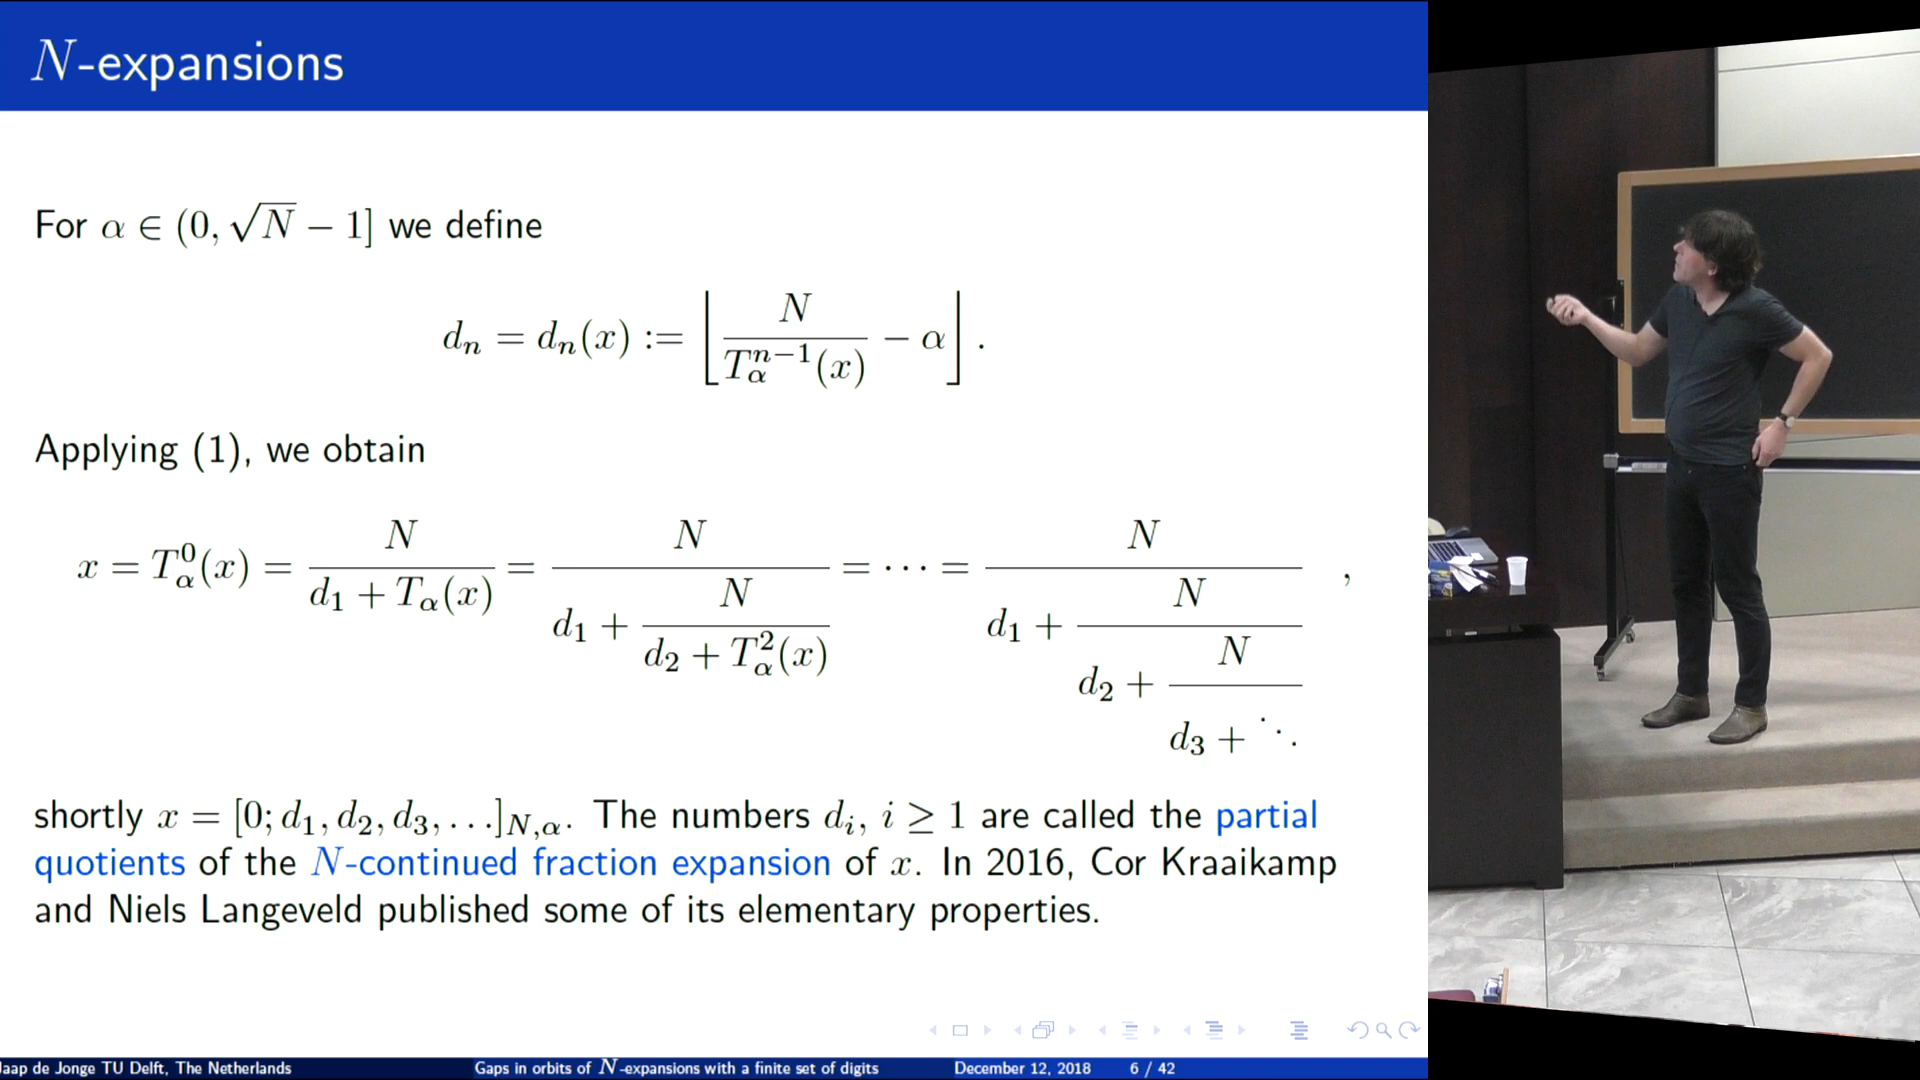 N-expansions
For α ∈ (0, √N − 1] we define
d_n = d_n(x) := ⌊ N / T_α^{n−1}(x) − α ⌋ .
Applying (1), we obtain
x = T_α^0(x) = N / (d_1 + T_α(x)) = N / (d_1 + N / (d_2 + T_α^2(x))) = ⋯ = N / (d_1 + N / (d_2 + N / (d_3 + ⋱))) ,
shortly x = [0; d_1, d_2, d_3, …]_{N,α}. The numbers d_i, i ≥ 1 are called the partial
quotients of the N-continued fraction expansion of x. In 2016, Cor Kraaikamp
and Niels Langeveld published some of its elementary properties.
Jaap de Jonge TU Delft, The Netherlands Gaps in orbits of N-expansions with a finite set of digits December 12, 2018 6 / 42